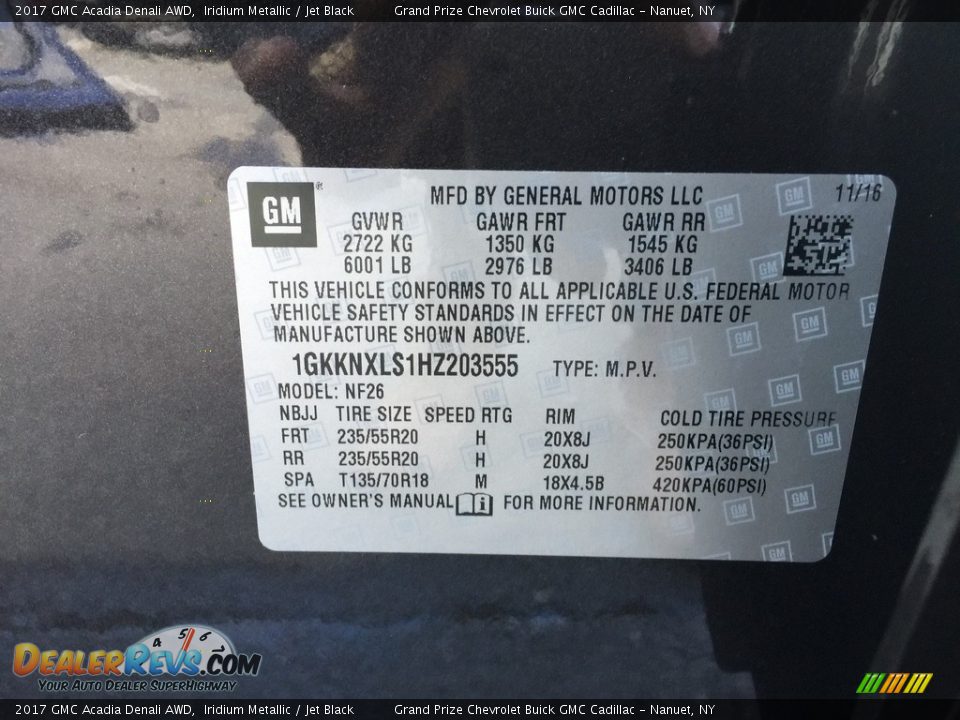 2017 GMC Acadia Denali AWD,  Iridium Metallic / Jet Black  Grand Prize Chevrolet Buick GMC Cadillac - Nanuet, NY
GM ® MFD BY GENERAL MOTORS LLC 11/16
GVWR GAWR FRT GAWR RR
2722 KG 1350 KG 1545 KG
6001 LB 2976 LB 3406 LB
THIS VEHICLE CONFORMS TO ALL APPLICABLE U.S. FEDERAL MOTOR
VEHICLE SAFETY STANDARDS IN EFFECT ON THE DATE OF
MANUFACTURE SHOWN ABOVE.
1GKKNXLS1HZ203555 TYPE: M.P.V.
MODEL: NF26
NBJJ TIRE SIZE SPEED RTG RIM COLD TIRE PRESSURE
FRT 235/55R20 H 20X8J 250KPA(36PSI)
RR 235/55R20 H 20X8J 250KPA(36PSI)
SPA T135/70R18 M 18X4.5B 420KPA(60PSI)
SEE OWNER'S MANUAL i FOR MORE INFORMATION.
4 5 6
DEALERREVS.COM
YOUR AUTO DEALER SUPERHIGHWAY
2017 GMC Acadia Denali AWD,  Iridium Metallic / Jet Black  Grand Prize Chevrolet Buick GMC Cadillac - Nanuet, NY